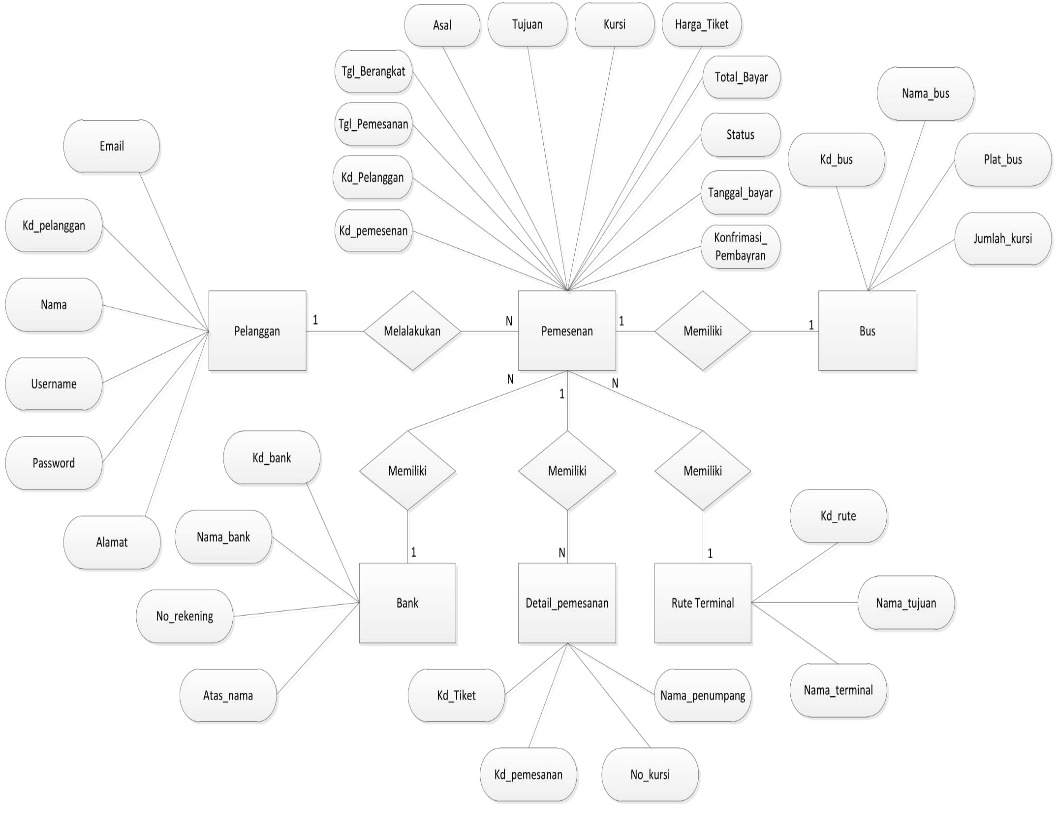 Asal
Tujuan
Kursi
Harga_Tiket
Tgl_Berangkat
Total_Bayar
Nama_bus
Tgl_Pemesanan
Status
Email
Kd_bus
Plat_bus
Kd_Pelanggan
Tanggal_bayar
Kd_pelanggan
Kd_pemesenan
Konfrimasi_
Pembayran
Jumlah_kursi
Nama
Pelanggan
1
Melalakukan
N
Pemesenan
1
Memiliki
1
Bus
Username
N
1
N
Password
Kd_bank
Memiliki
Memiliki
Memiliki
Kd_rute
Alamat
Nama_bank
1
N
1
No_rekening
Bank
Detail_pemesanan
Rute Terminal
Nama_tujuan
Atas_nama
Kd_Tiket
Nama_penumpang
Nama_terminal
Kd_pemesanan
No_kursi